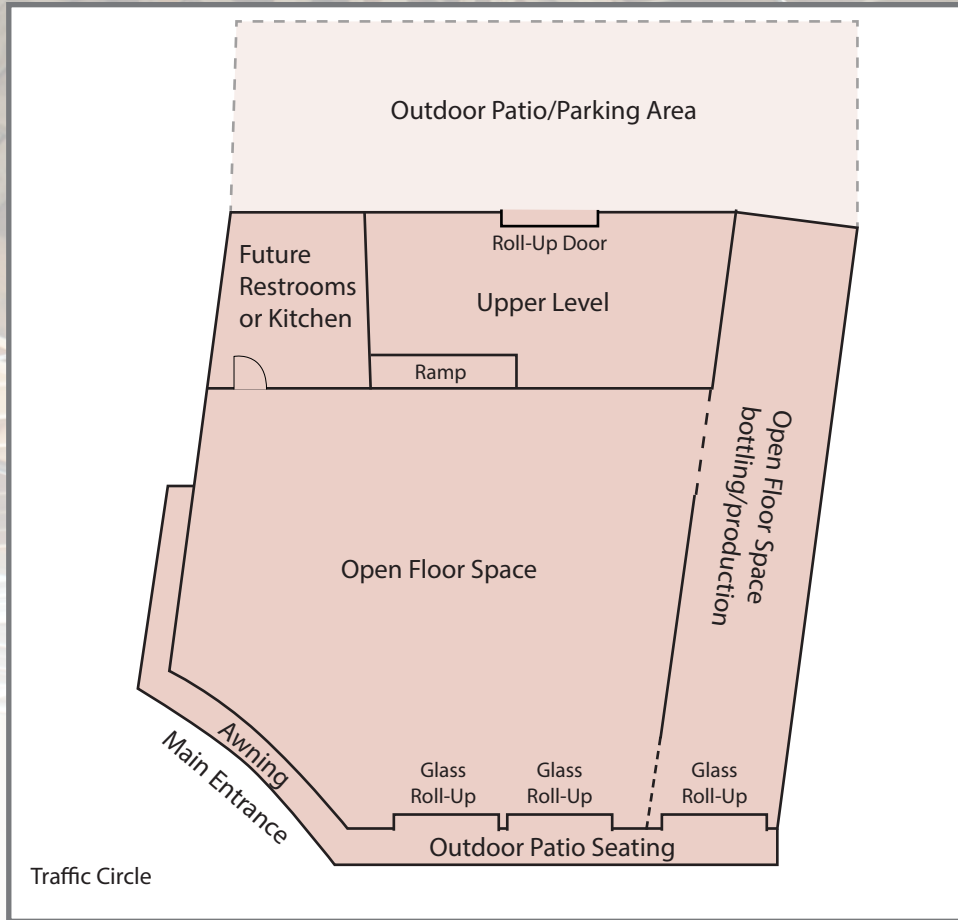 Outdoor Patio/Parking Area
Roll-Up Door
Future
Restrooms
or Kitchen
Upper Level
Ramp
Open Floor Space
bottling/production
Open Floor Space
Awning
Main Entrance
Glass
Roll-Up
Glass
Roll-Up
Glass
Roll-Up
Outdoor Patio Seating
Traffic Circle